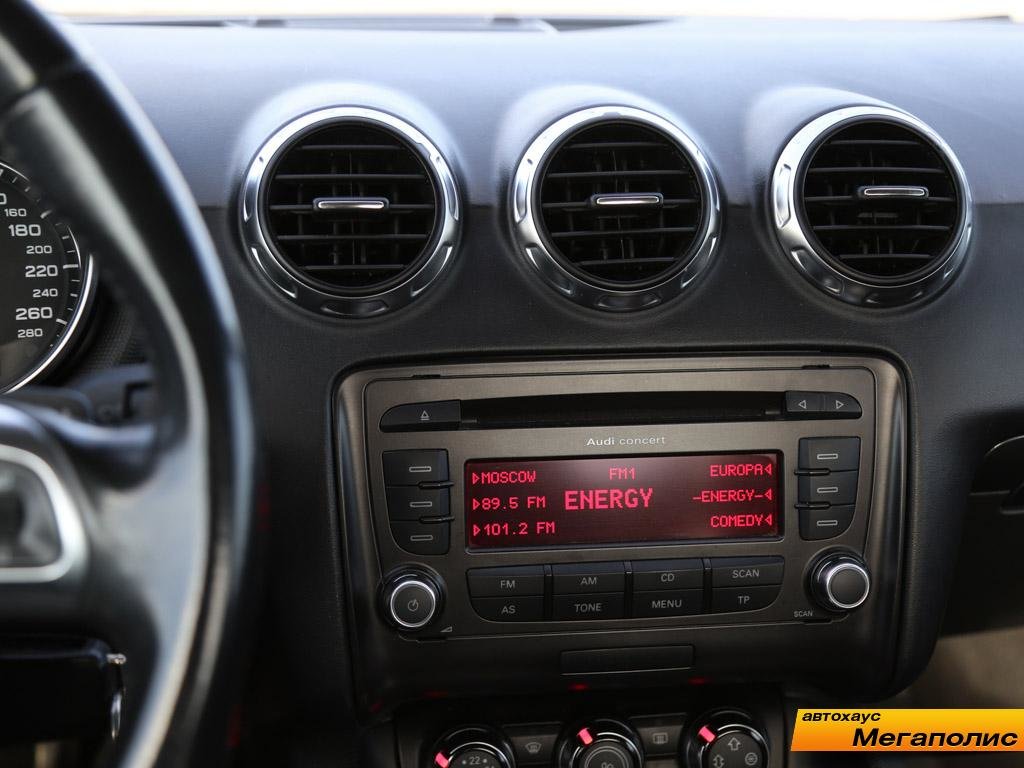 160
180
200
220
240
260
280
Audi concert
MOSCOW FM1 EUROPA
89.5 FM ENERGY -ENERGY-
101.2 FM COMEDY
FM AM CD SCAN
AS TONE MENU TP
SCAN
22
автохаус
Мегаполис